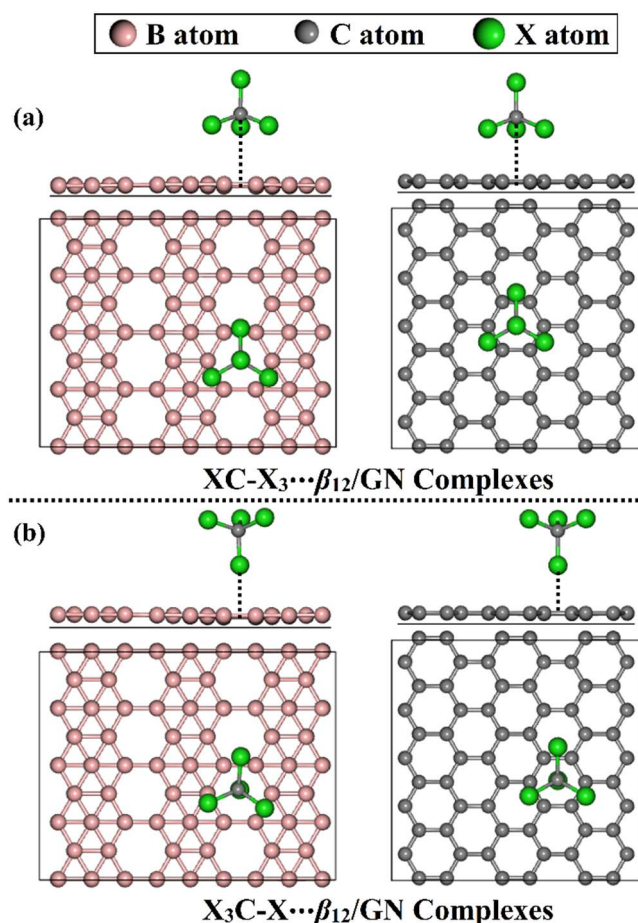 B atom C atom X atom
(a)
XC-X₃···β₁₂/GN Complexes
(b)
X₃C-X···β₁₂/GN Complexes